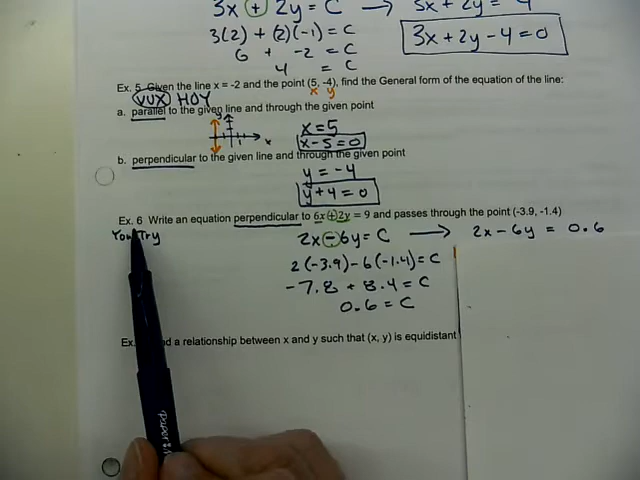 3x + 2y = C → 3x + 2y = 4
3(2) + (2)(-1) = C
6 + -2 = C
4 = C
3x + 2y - 4 = 0
Ex. 5 Given the line x = -2 and the point (5, -4), find the General form of the equation of the line:
VUX HOY x y
a. parallel to the given line and through the given point
y
x
x = 5
x - 5 = 0
b. perpendicular to the given line and through the given point
y = -4
y + 4 = 0
Ex. 6 Write an equation perpendicular to 6x + 2y = 9 and passes through the point (-3.9, -1.4)
You Try
2x - 6y = C → 2x - 6y = 0.6
2(-3.9) - 6(-1.4) = C
-7.8 + 8.4 = C
0.6 = C
Ex. a relationship between x and y such that (x, y) is equidistant
Paper